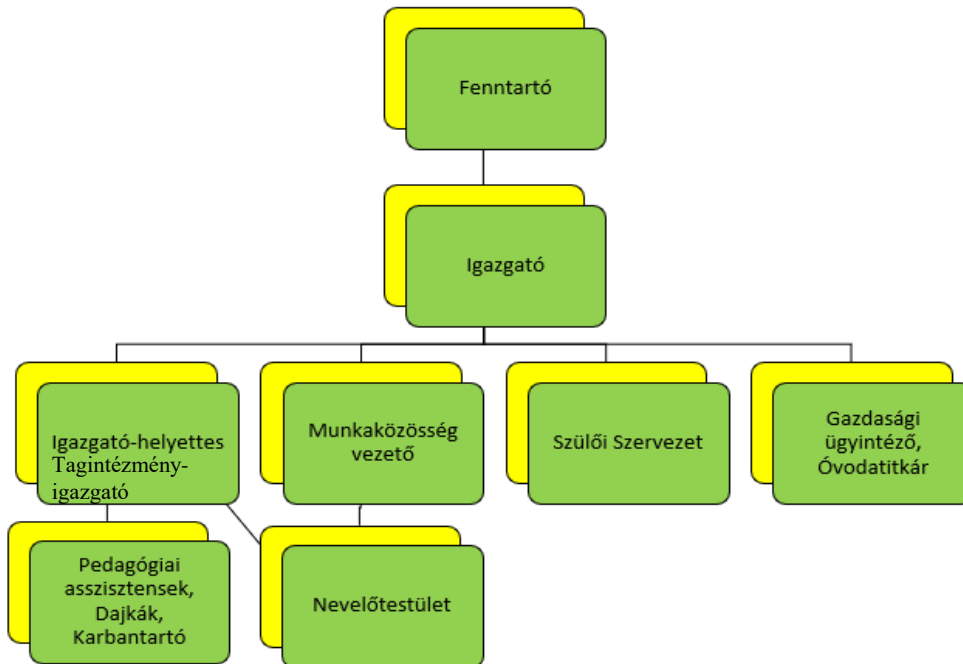 Fenntartó
Igazgató
Igazgató-helyettes
Tagintézmény-
igazgató
Munkaközösség
vezető
Szülői Szervezet
Gazdasági
ügyintéző,
Óvodatitkár
Pedagógiai
asszisztensek,
Dajkák,
Karbantartó
Nevelőtestület